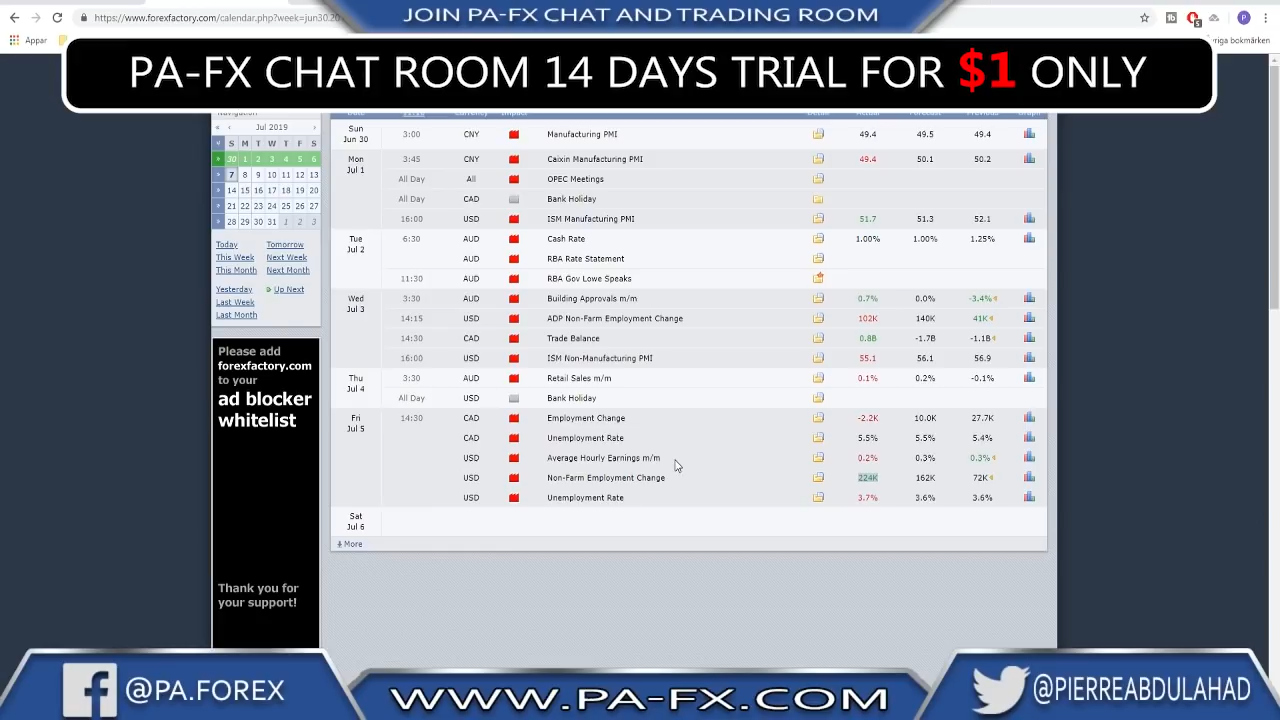 JOIN PA-FX CHAT AND TRADING ROOM
https://www.forexfactory.com/calendar.php?week=jun30.20
Appar
riga bokmärken
PA-FX CHAT ROOM 14 DAYS TRIAL FOR $1 ONLY
Jul 2019
S M T W T F S
30 1 2 3 4 5 6
7 8 9 10 11 12 13
14 15 16 17 18 19 20
21 22 23 24 25 26 27
28 29 30 31 1 2 3
Today Tomorrow
This Week Next Week
This Month Next Month
Yesterday Up Next
Last Week
Last Month
Please add
forexfactory.com
to your
ad blocker
whitelist
Thank you for
your support!
Sun Jun 30 3:00 CNY Manufacturing PMI 49.4 49.5 49.4
Mon Jul 1 3:45 CNY Caixin Manufacturing PMI 49.4 50.1 50.2
All Day All OPEC Meetings
All Day CAD Bank Holiday
16:00 USD ISM Manufacturing PMI 51.7 51.3 52.1
Tue Jul 2 6:30 AUD Cash Rate 1.00% 1.00% 1.25%
AUD RBA Rate Statement
11:30 AUD RBA Gov Lowe Speaks
Wed Jul 3 3:30 AUD Building Approvals m/m 0.7% 0.0% -3.4%
14:15 USD ADP Non-Farm Employment Change 102K 140K 41K
14:30 CAD Trade Balance 0.8B -1.7B -1.1B
16:00 USD ISM Non-Manufacturing PMI 55.1 56.1 56.9
Thu Jul 4 3:30 AUD Retail Sales m/m 0.1% 0.2% -0.1%
All Day USD Bank Holiday
Fri Jul 5 14:30 CAD Employment Change -2.2K 10.0K 27.7K
CAD Unemployment Rate 5.5% 5.5% 5.4%
USD Average Hourly Earnings m/m 0.2% 0.3% 0.3%
USD Non-Farm Employment Change 224K 162K 72K
USD Unemployment Rate 3.7% 3.6% 3.6%
Sat Jul 6
More
@PA.FOREX
WWW.PA-FX.COM
@PIERREABDULAHAD